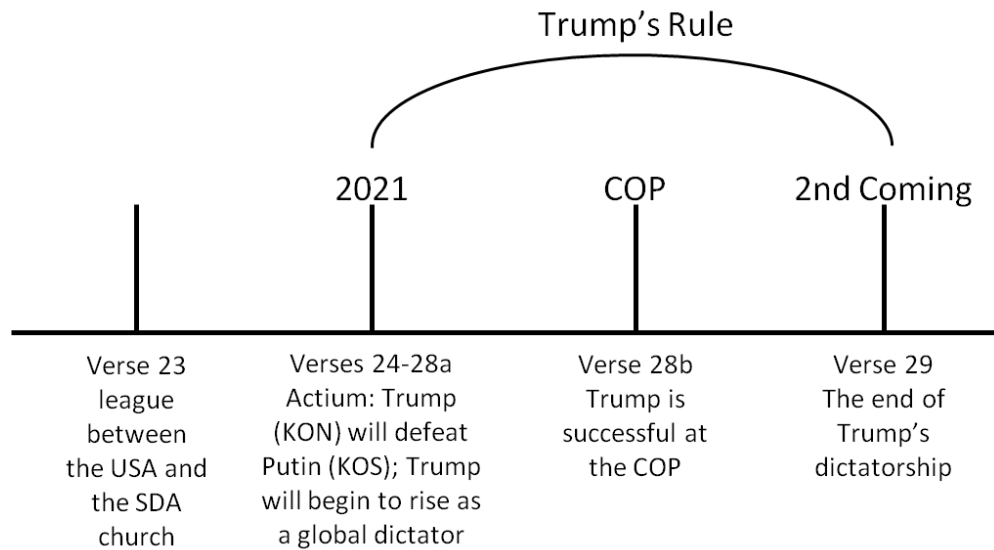 Trump’s Rule
2021
COP
2nd Coming
Verse 23
league
between
the USA and
the SDA
church
Verses 24-28a
Actium: Trump
(KON) will defeat
Putin (KOS); Trump
will begin to rise as
a global dictator
Verse 28b
Trump is
successful at
the COP
Verse 29
The end of
Trump’s
dictatorship